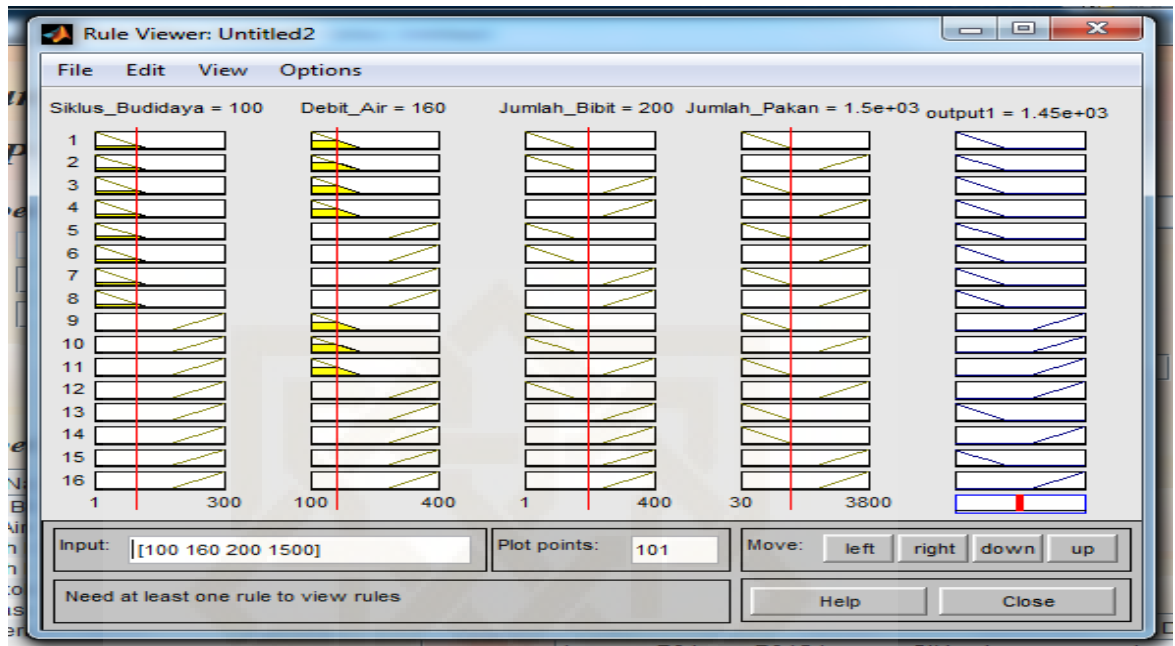 Rule Viewer: Untitled2
File Edit View Options
Siklus_Budidaya = 100 Debit_Air = 160 Jumlah_Bibit = 200 Jumlah_Pakan = 1.5e+03 output1 = 1.45e+03
1
2
3
4
5
6
7
8
9
10
11
12
13
14
15
16
1 300 100 400 1 400 30 3800
Input: [100 160 200 1500] Plot points: 101 Move: left right down up
Need at least one rule to view rules Help Close